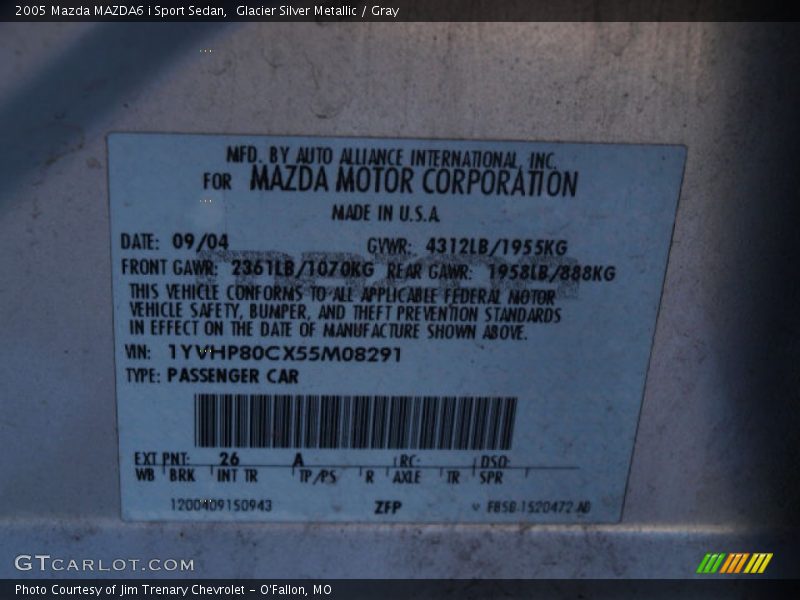 2005 Mazda MAZDA6 i Sport Sedan,  Glacier Silver Metallic / Gray
MFD. BY AUTO ALLIANCE INTERNATIONAL, INC.
FOR MAZDA MOTOR CORPORATION
MADE IN U.S.A.
DATE: 09/04 GVWR: 4312LB/1955KG
FRONT GAWR: 2361LB/1070KG REAR GAWR: 1958LB/888KG
THIS VEHICLE CONFORMS TO ALL APPLICABLE FEDERAL MOTOR
VEHICLE SAFETY, BUMPER, AND THEFT PREVENTION STANDARDS
IN EFFECT ON THE DATE OF MANUFACTURE SHOWN ABOVE.
VIN: 1YVHP80CX55M08291
TYPE: PASSENGER CAR
EXT PNT: 26 A RC: DSO:
WB BRK INT TR TP/PS R AXLE TR SPR
1200409150943 ZFP F85B-1520472-AB
GTCARLOT.COM
Photo Courtesy of Jim Trenary Chevrolet - O'Fallon, MO